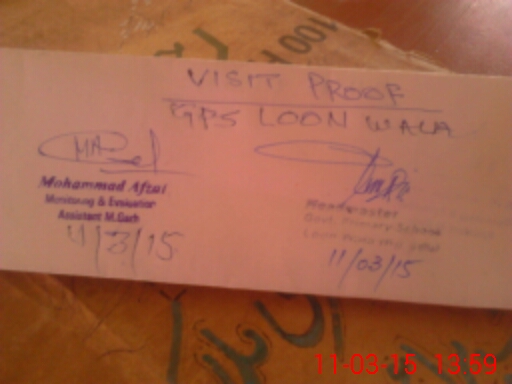 VISIT PROOF
GPS LOON WALA
Mohammad Afzal
Monitoring & Evaluator
Assistant M.Garh
11/3/15
Headmaster
Govt. Primary School
11/03/15
11-03-15 13:59